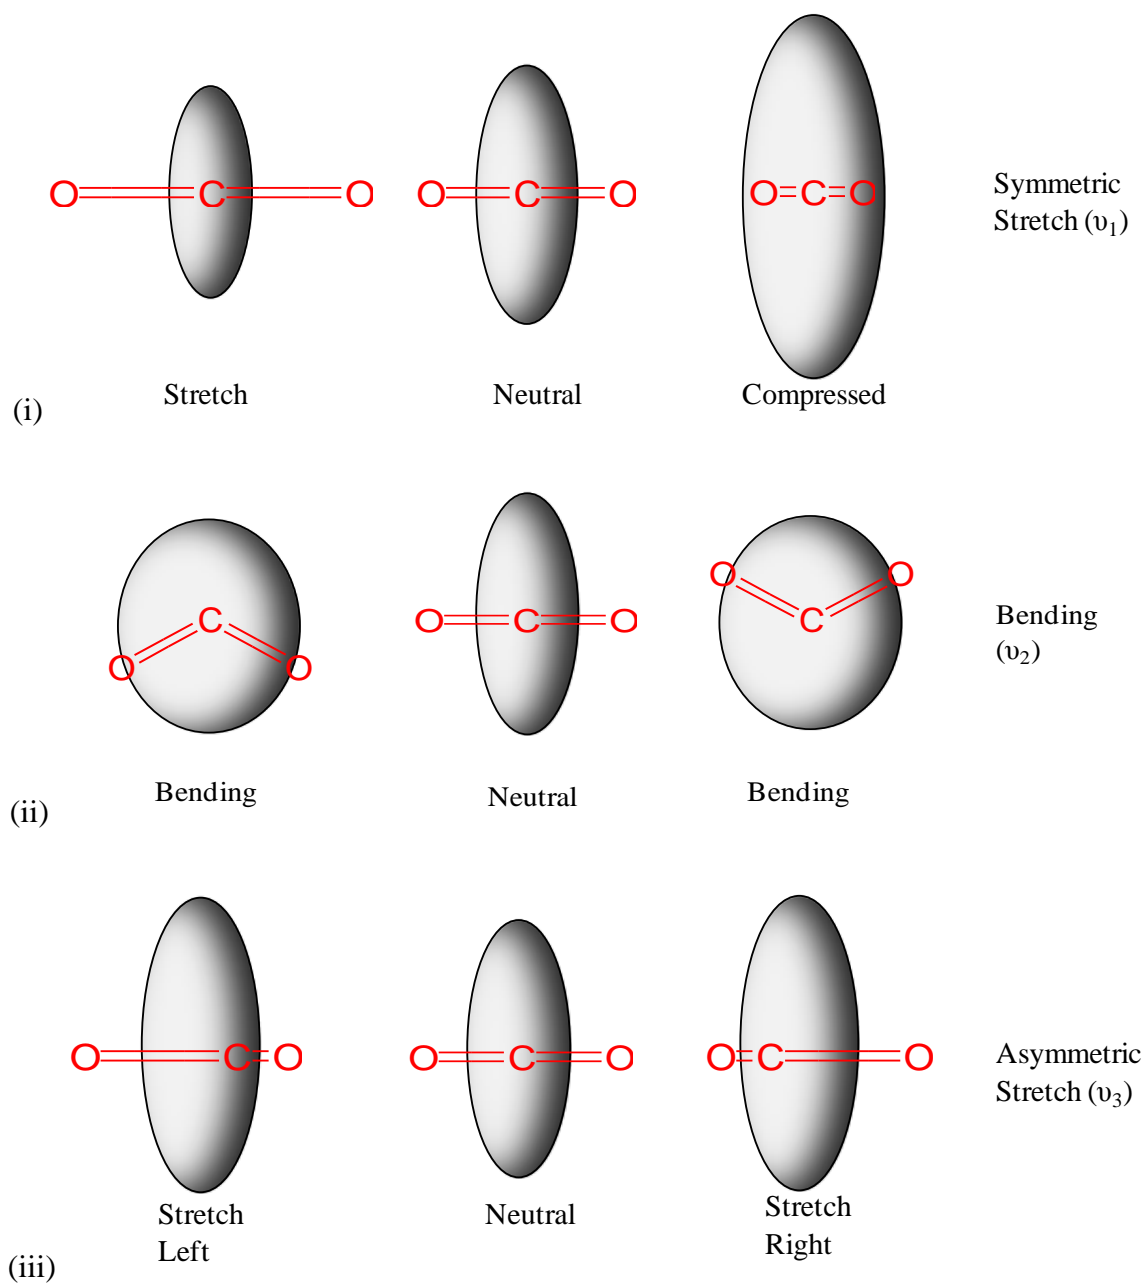 O=C=O O=C=O O=C=O
Symmetric
Stretch (υ1)
Stretch Neutral Compressed
(i)
O=C=O O=C=O O=C=O
Bending
(υ2)
Bending Neutral Bending
(ii)
O=C=O O=C=O O=C=O
Asymmetric
Stretch (υ3)
Stretch
Left
Neutral
Stretch
Right
(iii)